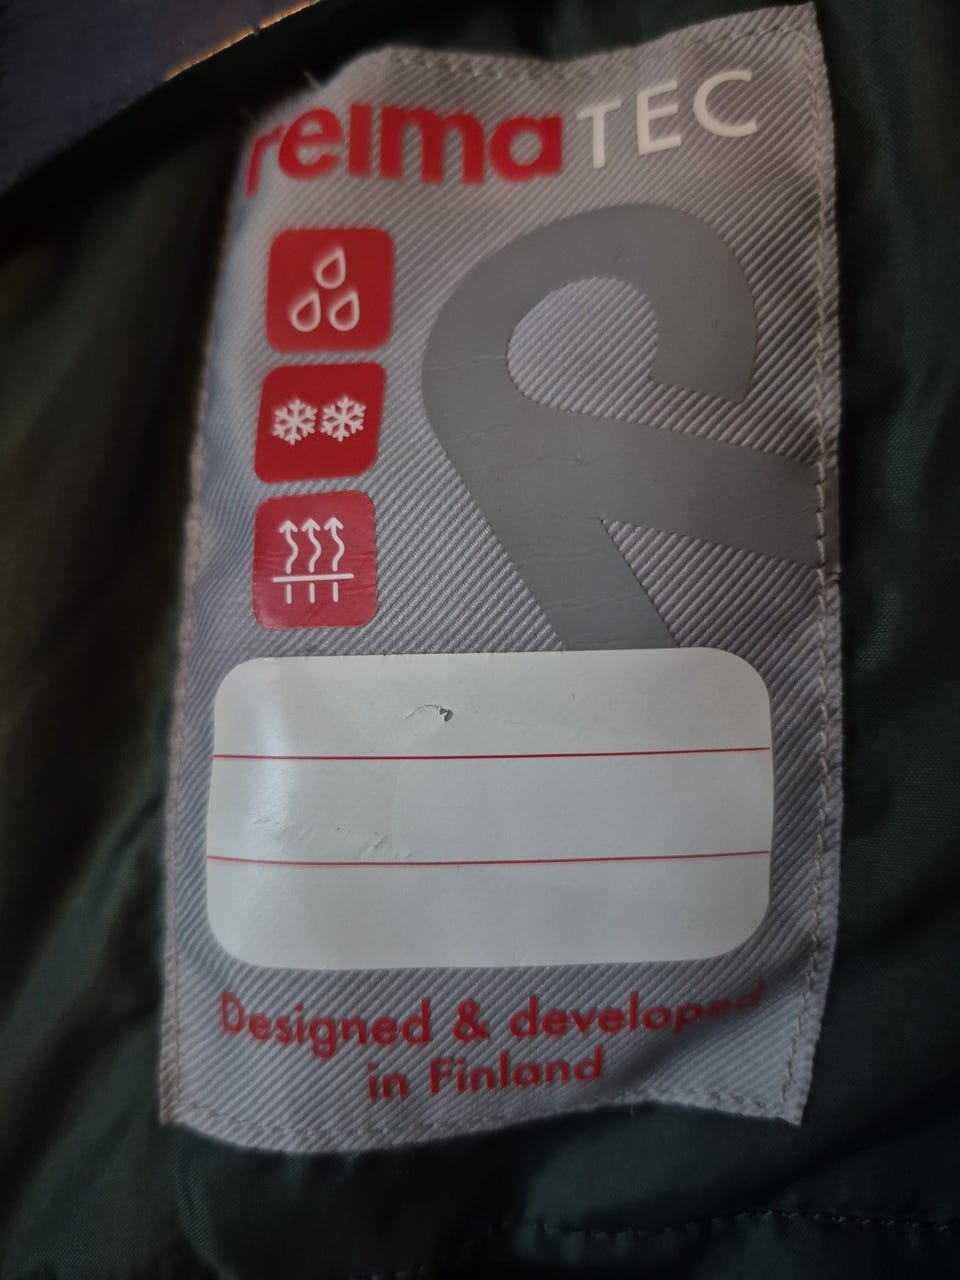 reimaTEC
Designed & developed
in Finland